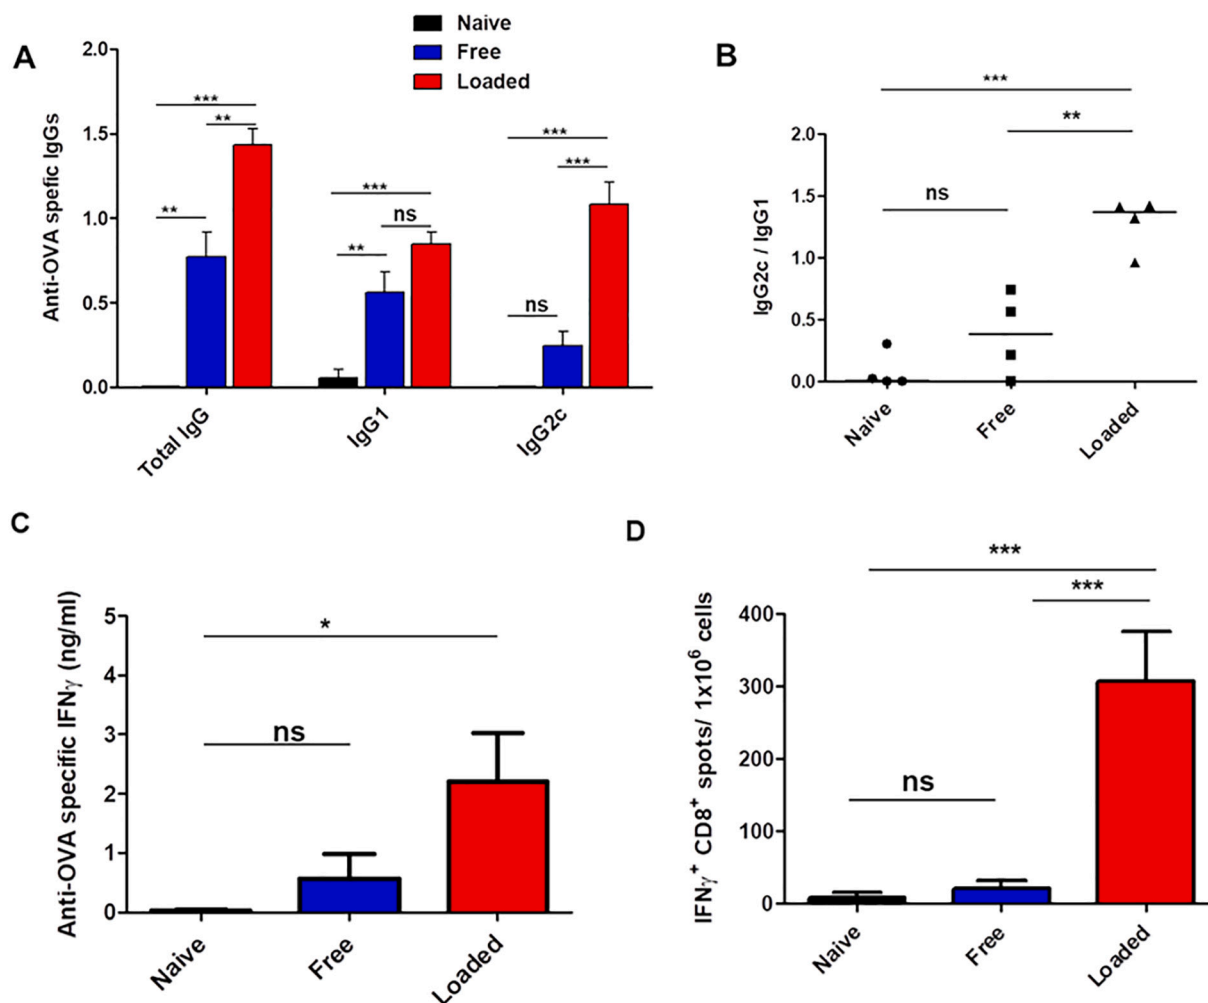 Naive
Free
Loaded
A
Anti-OVA spefic IgGs
2.0
1.5
1.0
0.5
0.0
***
**
**
***
ns
**
***
***
ns
Total IgG
IgG1
IgG2c
B
IgG2c / IgG1
2.0
1.5
1.0
0.5
0.0
***
**
ns
Naive
Free
Loaded
C
Anti-OVA specific IFNγ (ng/ml)
5
4
3
2
1
0
*
ns
Naive
Free
Loaded
D
IFNγ⁺ CD8⁺ spots/ 1x10⁶ cells
400
300
200
100
0
***
***
ns
Naive
Free
Loaded